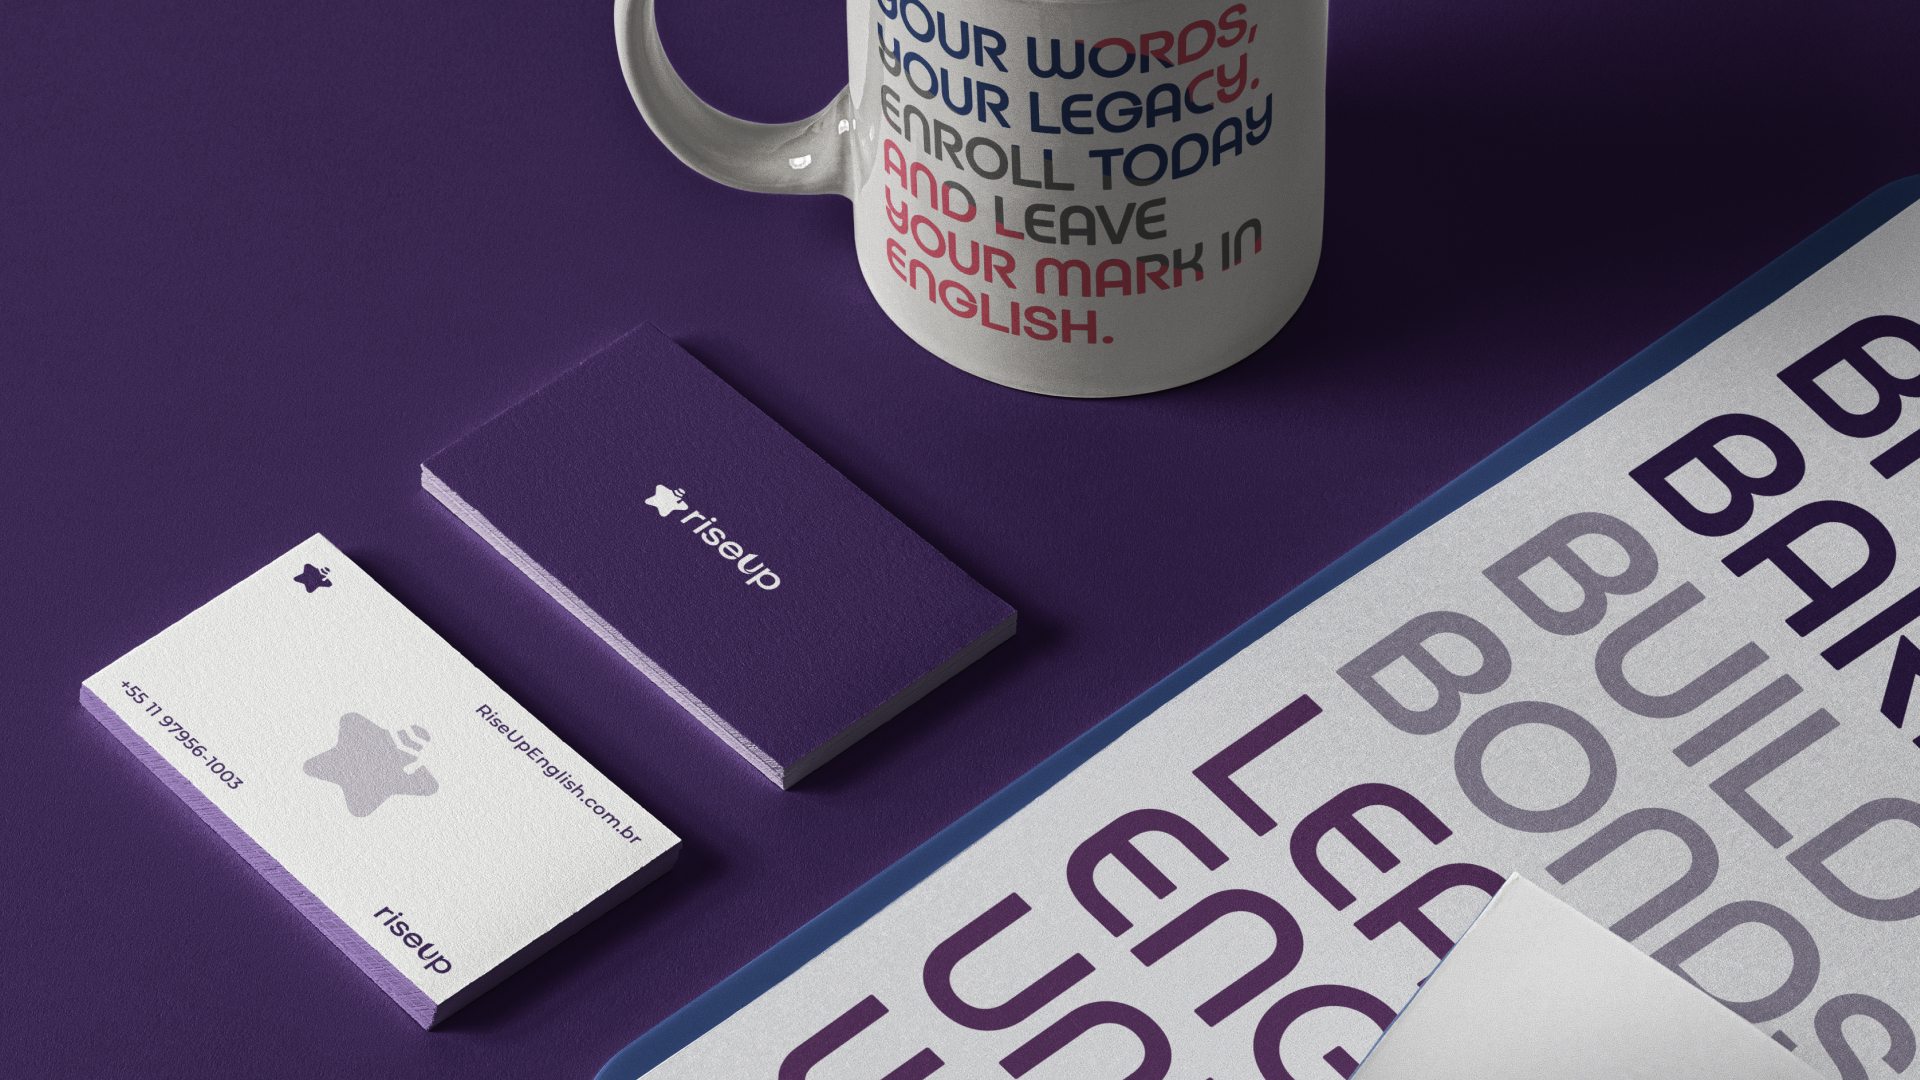 YOUR WORDS,
YOUR LEGACY.
ENROLL TODAY
AND LEAVE
YOUR MARK IN
ENGLISH.
riseup
+55 11 97956-1003
RiseUpEnglish.com.br
riseup
BUILD
BONDS